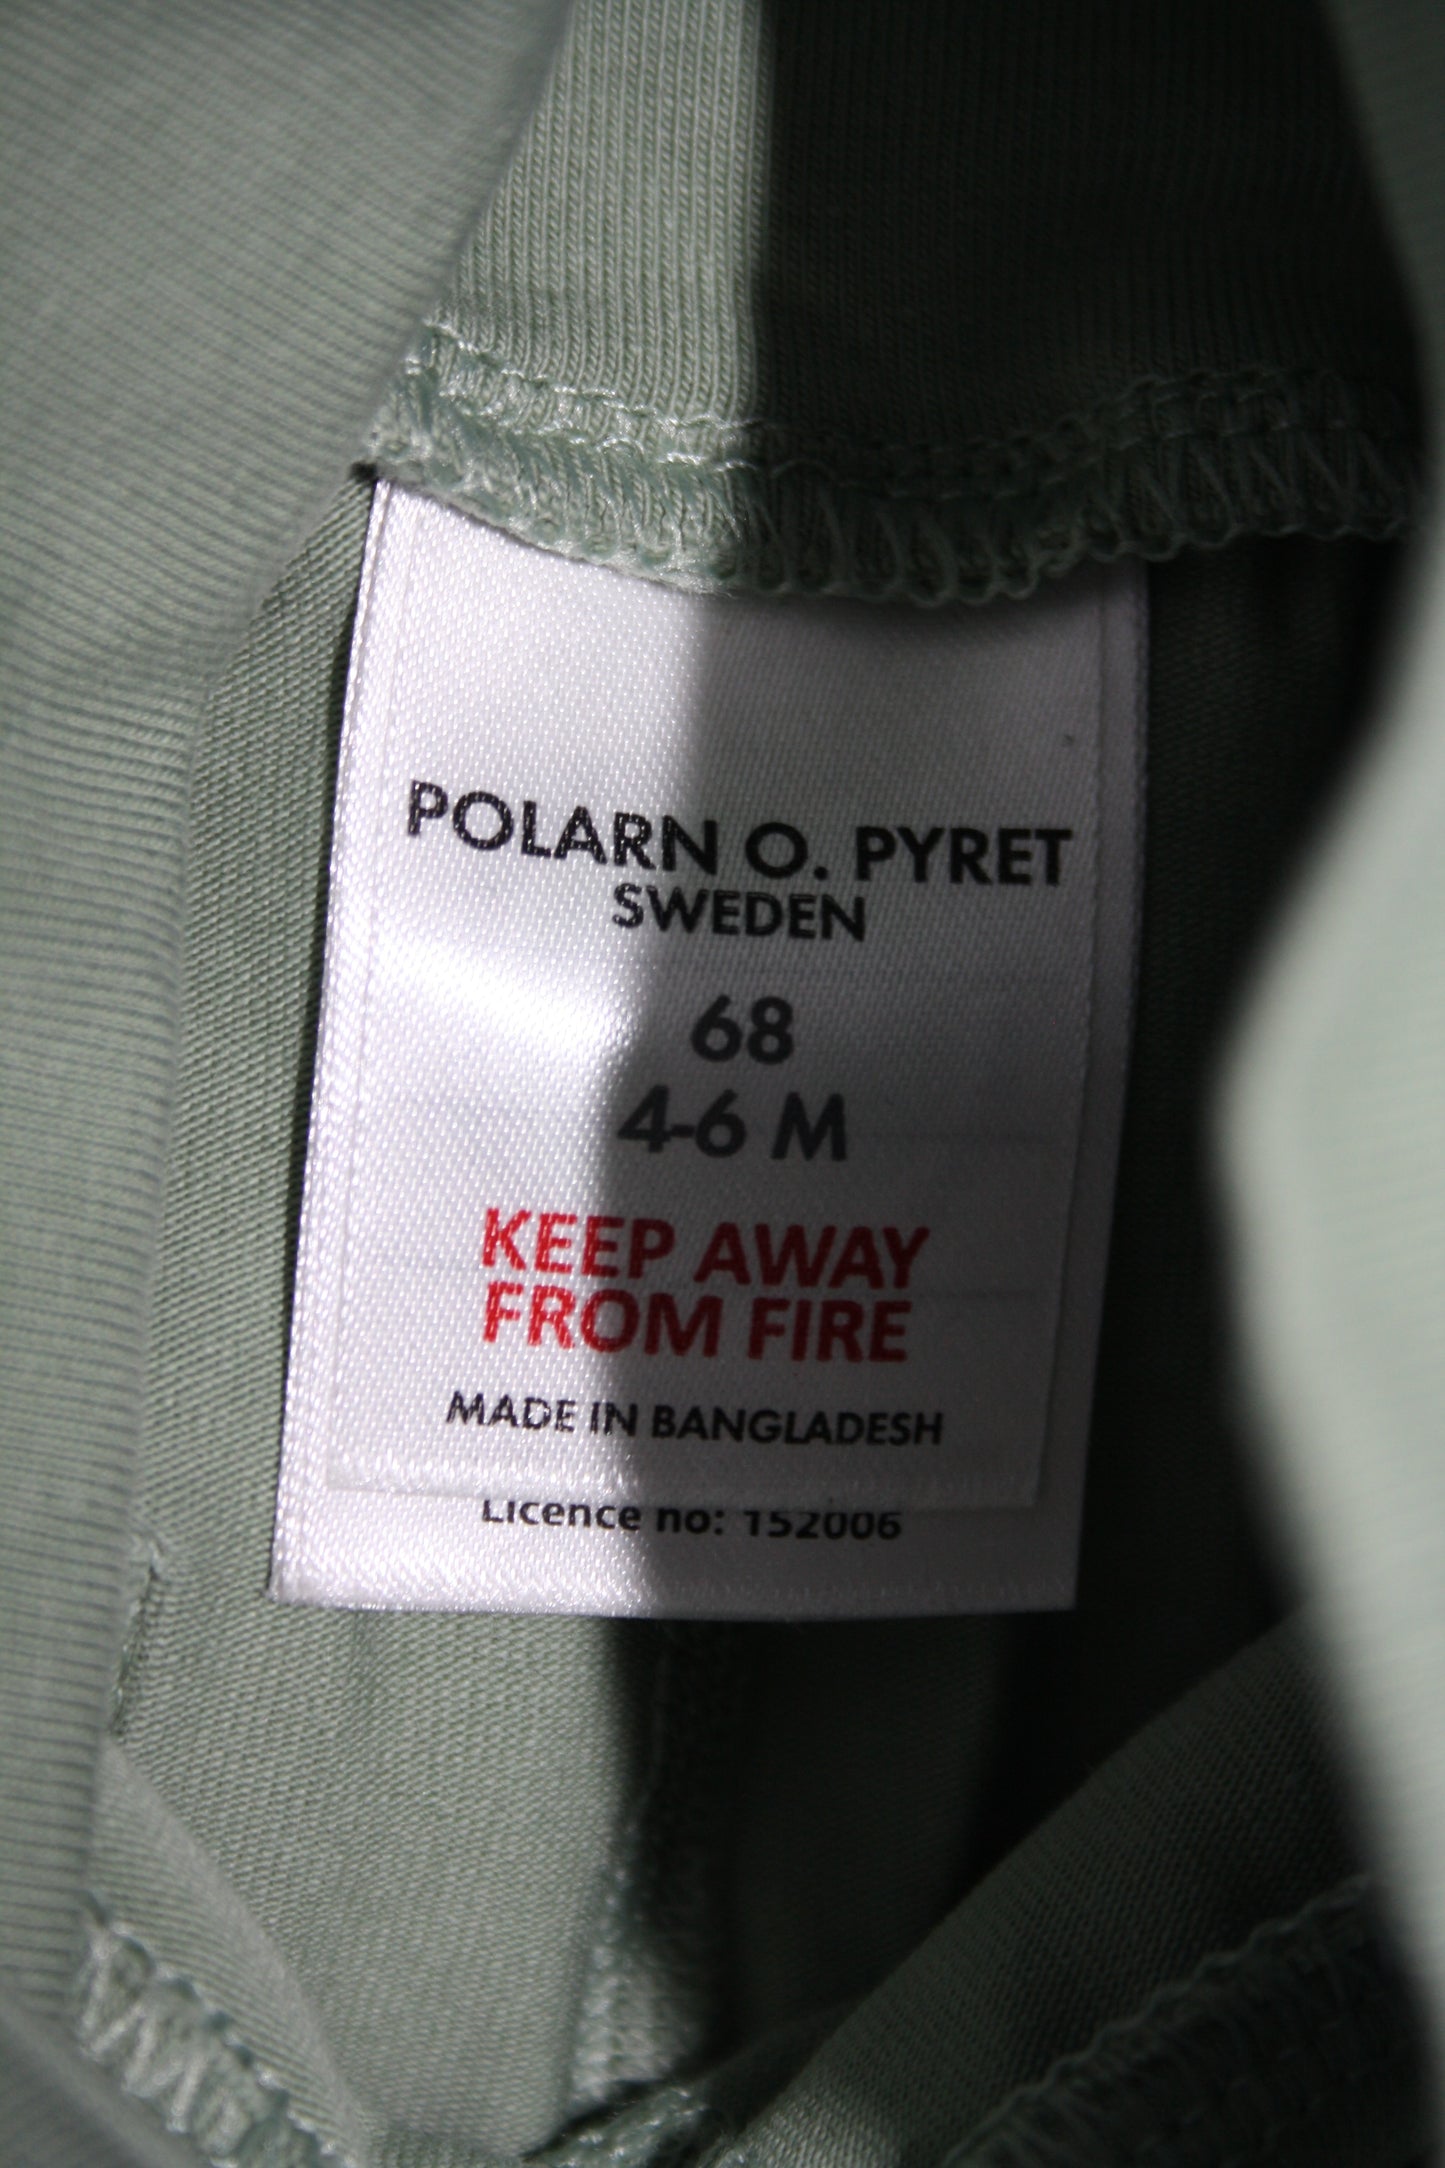 POLARN O. PYRET
SWEDEN
68
4-6 M
KEEP AWAY
FROM FIRE
MADE IN BANGLADESH
Licence no: 152006